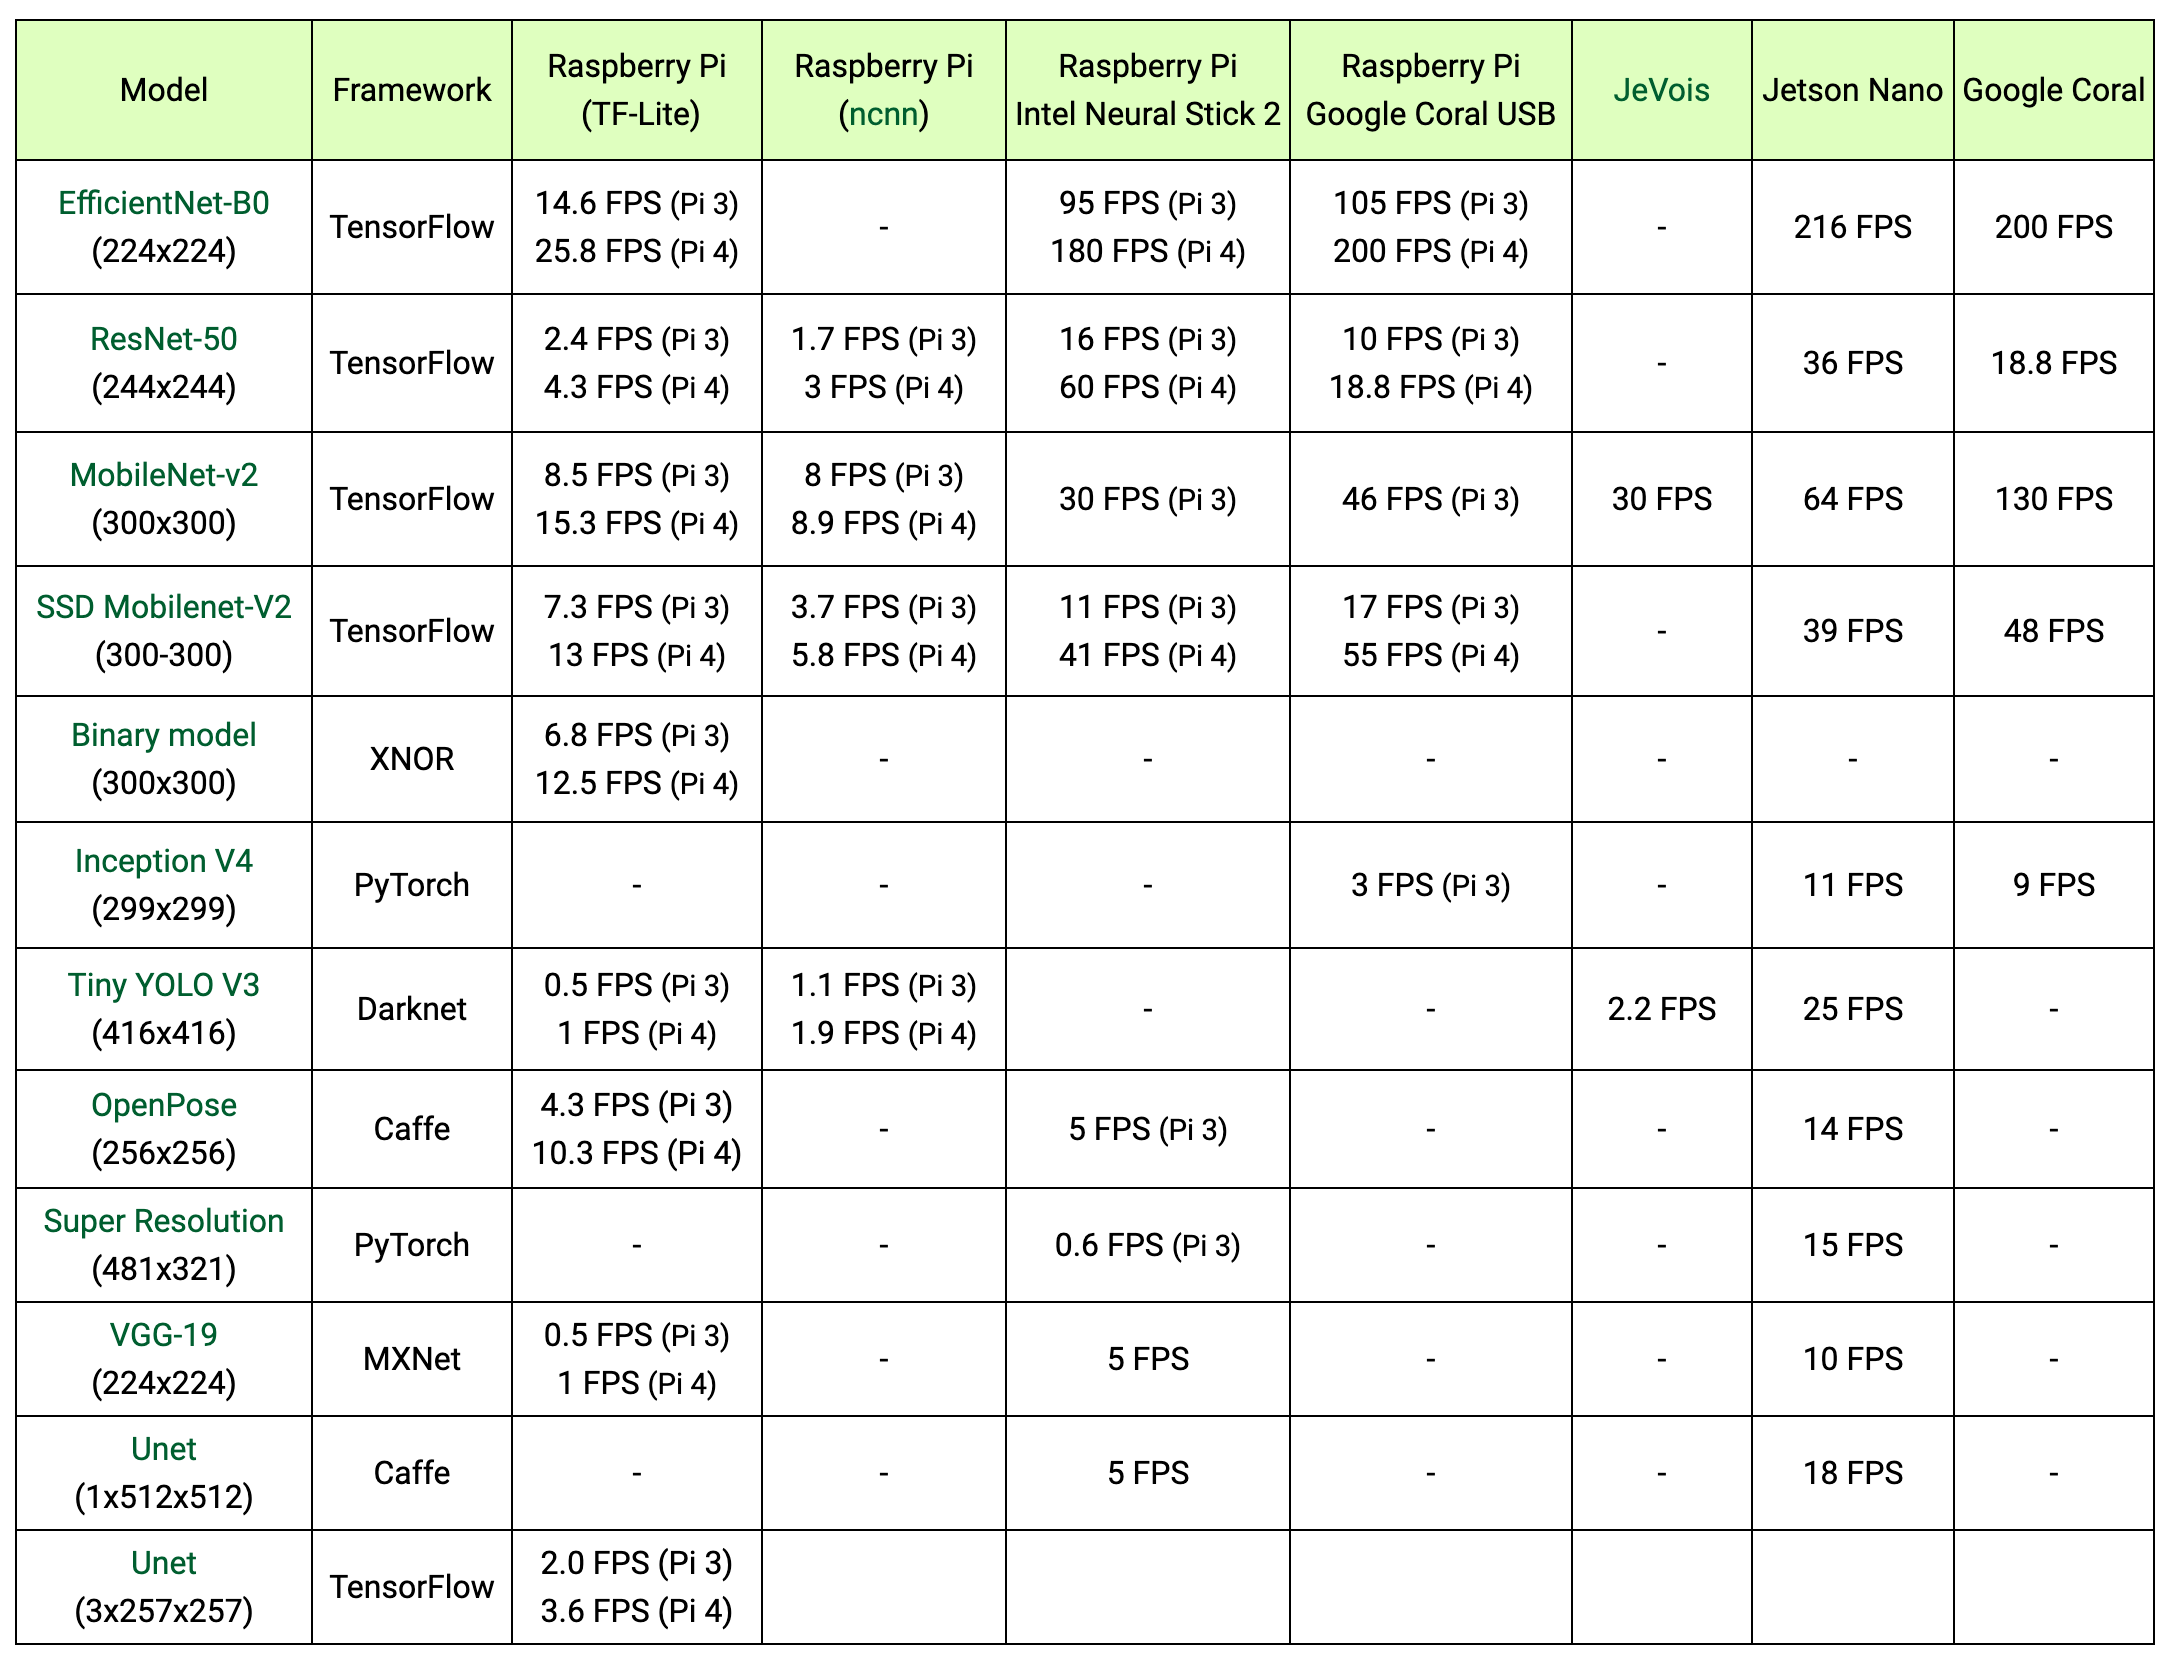 Model
Framework
Raspberry Pi
(TF-Lite)
Raspberry Pi
(ncnn)
Raspberry Pi
Intel Neural Stick 2
Raspberry Pi
Google Coral USB
JeVois
Jetson Nano
Google Coral
EfficientNet-B0
(224x224)
TensorFlow
14.6 FPS (Pi 3)
25.8 FPS (Pi 4)
-
95 FPS (Pi 3)
180 FPS (Pi 4)
105 FPS (Pi 3)
200 FPS (Pi 4)
-
216 FPS
200 FPS
ResNet-50
(244x244)
TensorFlow
2.4 FPS (Pi 3)
4.3 FPS (Pi 4)
1.7 FPS (Pi 3)
3 FPS (Pi 4)
16 FPS (Pi 3)
60 FPS (Pi 4)
10 FPS (Pi 3)
18.8 FPS (Pi 4)
-
36 FPS
18.8 FPS
MobileNet-v2
(300x300)
TensorFlow
8.5 FPS (Pi 3)
15.3 FPS (Pi 4)
8 FPS (Pi 3)
8.9 FPS (Pi 4)
30 FPS (Pi 3)
46 FPS (Pi 3)
30 FPS
64 FPS
130 FPS
SSD Mobilenet-V2
(300-300)
TensorFlow
7.3 FPS (Pi 3)
13 FPS (Pi 4)
3.7 FPS (Pi 3)
5.8 FPS (Pi 4)
11 FPS (Pi 3)
41 FPS (Pi 4)
17 FPS (Pi 3)
55 FPS (Pi 4)
-
39 FPS
48 FPS
Binary model
(300x300)
XNOR
6.8 FPS (Pi 3)
12.5 FPS (Pi 4)
-
-
-
-
-
-
Inception V4
(299x299)
PyTorch
-
-
-
3 FPS (Pi 3)
-
11 FPS
9 FPS
Tiny YOLO V3
(416x416)
Darknet
0.5 FPS (Pi 3)
1 FPS (Pi 4)
1.1 FPS (Pi 3)
1.9 FPS (Pi 4)
-
-
2.2 FPS
25 FPS
-
OpenPose
(256x256)
Caffe
4.3 FPS (Pi 3)
10.3 FPS (Pi 4)
-
5 FPS (Pi 3)
-
-
14 FPS
-
Super Resolution
(481x321)
PyTorch
-
-
0.6 FPS (Pi 3)
-
-
15 FPS
-
VGG-19
(224x224)
MXNet
0.5 FPS (Pi 3)
1 FPS (Pi 4)
-
5 FPS
-
-
10 FPS
-
Unet
(1x512x512)
Caffe
-
-
5 FPS
-
-
18 FPS
-
Unet
(3x257x257)
TensorFlow
2.0 FPS (Pi 3)
3.6 FPS (Pi 4)